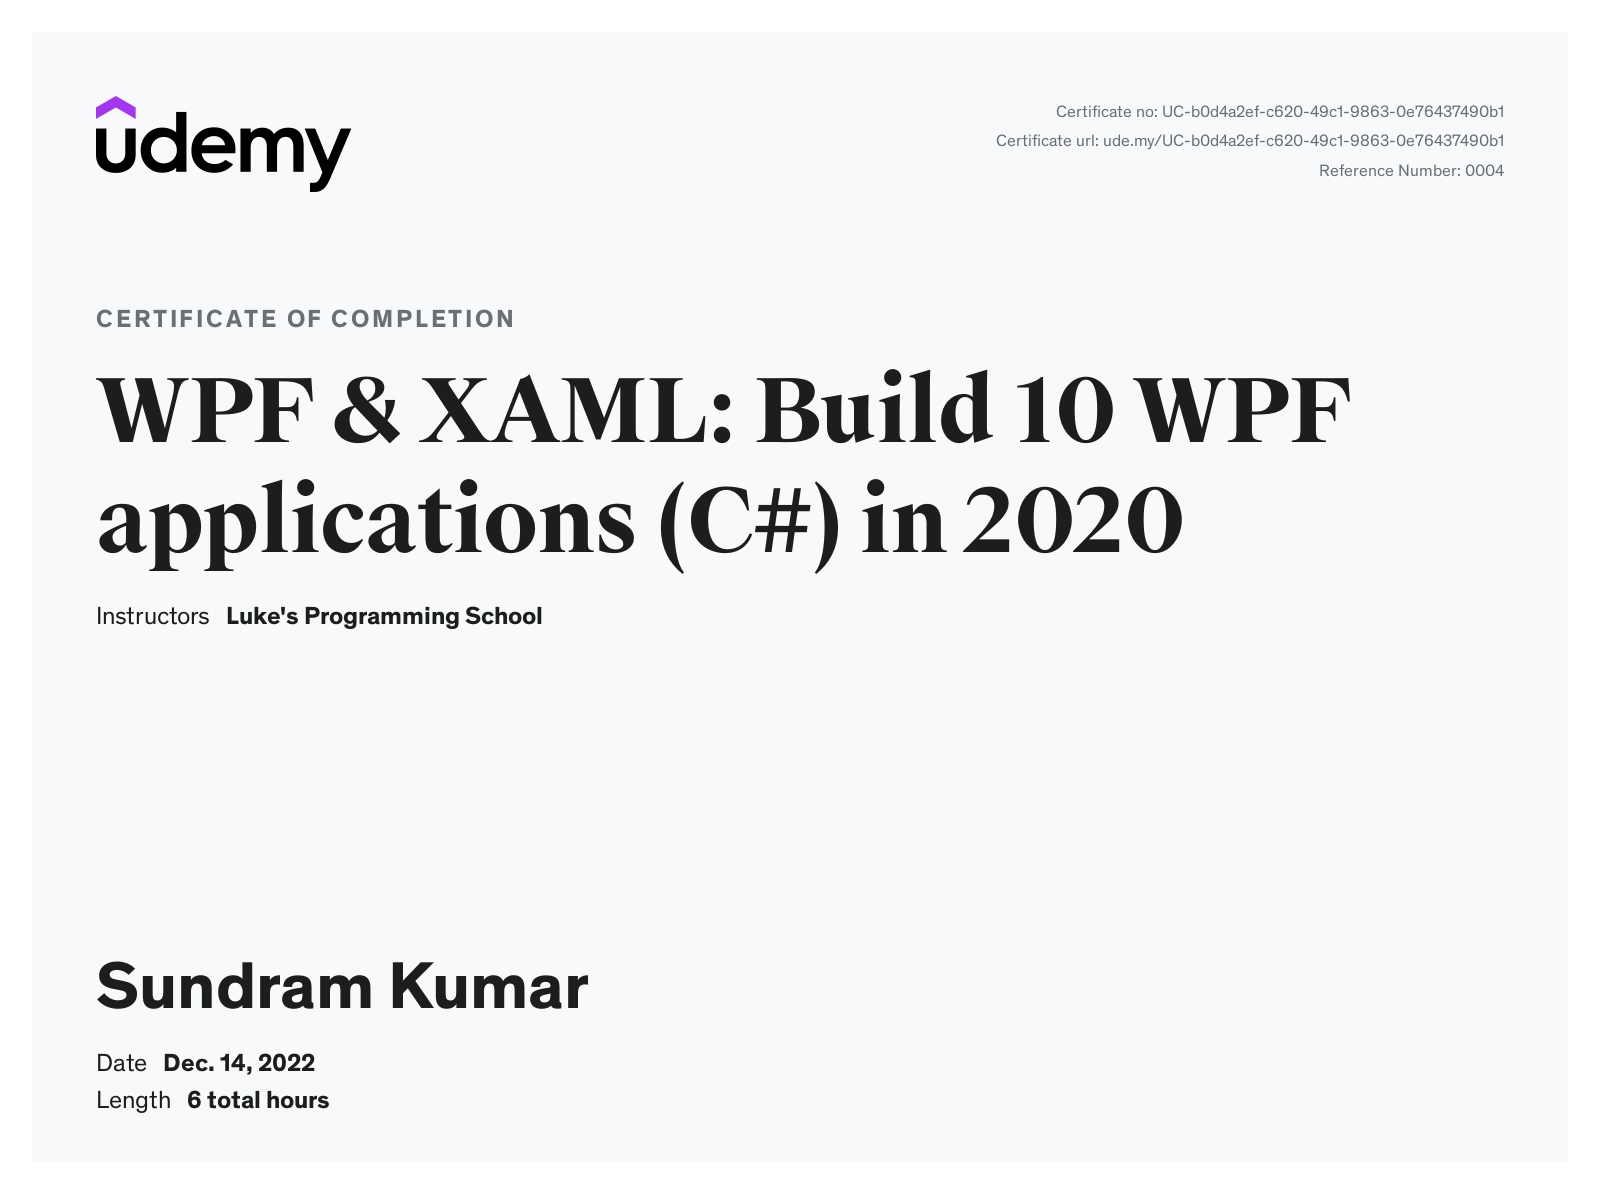 udemy
Certificate no: UC-b0d4a2ef-c620-49c1-9863-0e76437490b1
Certificate url: ude.my/UC-b0d4a2ef-c620-49c1-9863-0e76437490b1
Reference Number: 0004
CERTIFICATE OF COMPLETION
WPF & XAML: Build 10 WPF
applications (C#) in 2020
Instructors Luke's Programming School
Sundram Kumar
Date Dec. 14, 2022
Length 6 total hours